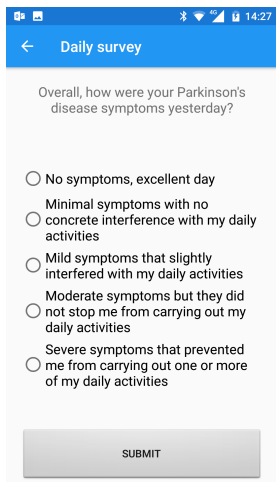 4G 14:27
Daily survey
Overall, how were your Parkinson's
disease symptoms yesterday?
No symptoms, excellent day
Minimal symptoms with no
concrete interference with my daily
activities
Mild symptoms that slightly
interfered with my daily activities
Moderate symptoms but they did
not stop me from carrying out my
daily activities
Severe symptoms that prevented
me from carrying out one or more
of my daily activities
SUBMIT